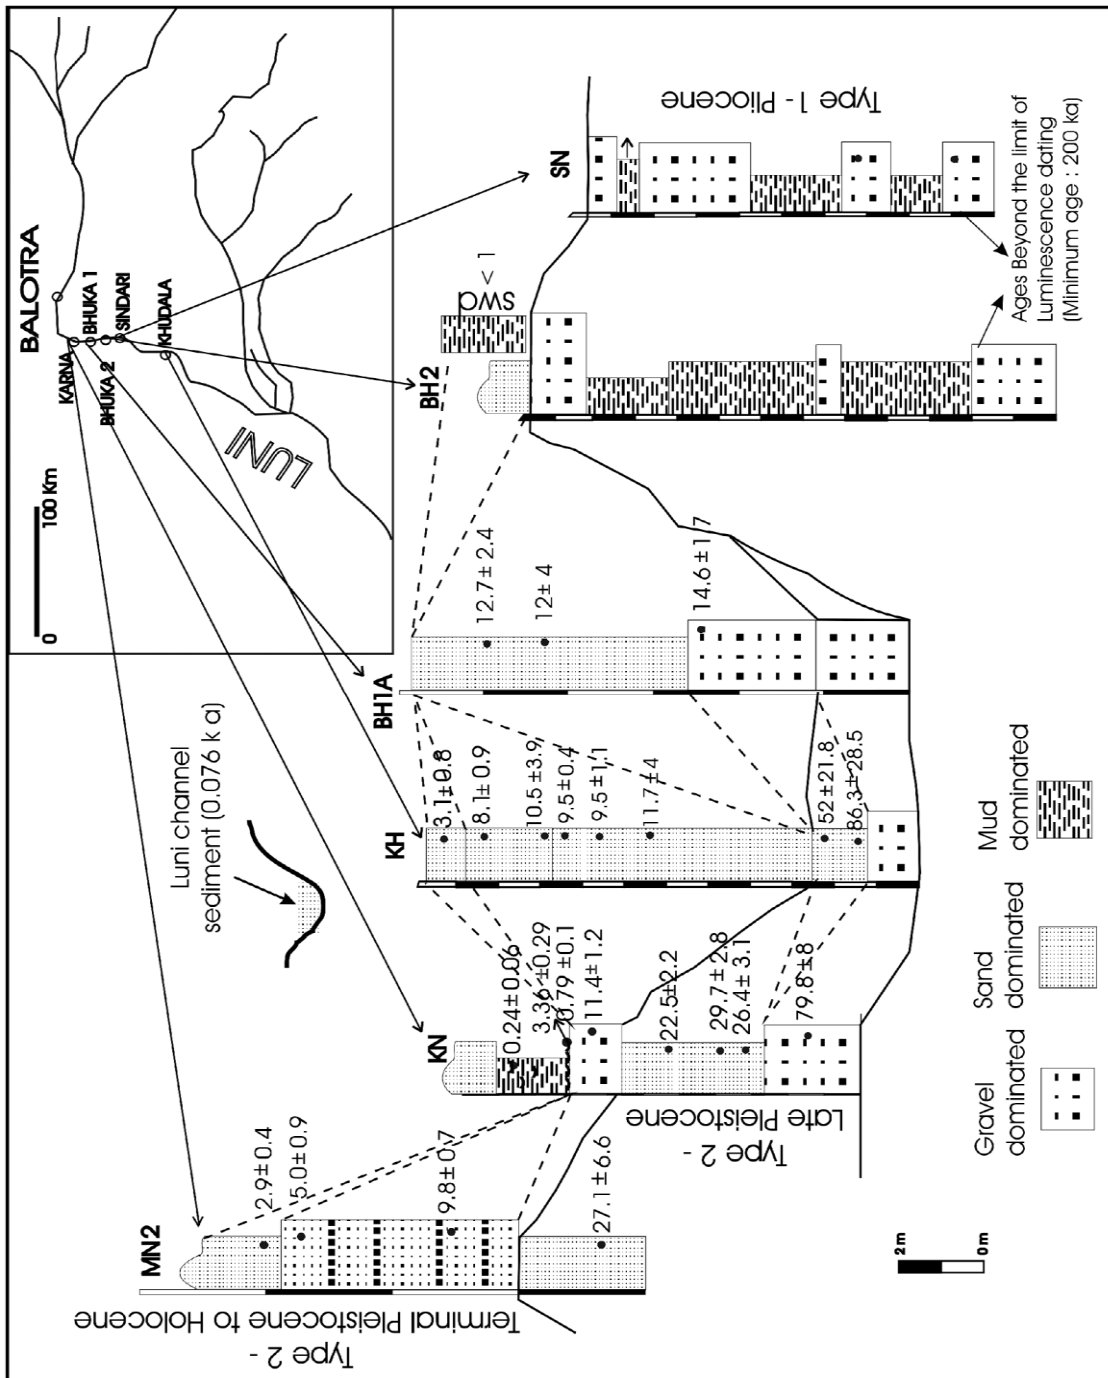 BALOTRA
KARNA
BHUKA 1
BHUKA 2
SINDARI
KHUDALA
LUNI
0
100 Km
Luni channel
sediment (0.076 k a)
MN2
2.9±0.4
5.0±0.9
9.8±0.7
27.1±6.6
Type 2 -
Terminal Pleistocene to Holocene
KN
0.24±0.06
3.36±0.29
0.79±0.1
11.4±1.2
22.5±2.2
29.7±2.8
26.4±3.1
79.8±8
Type 2 -
Late Pleistocene
KH
3.1±0.8
8.1±0.9
10.5±3.9
9.5±0.4
9.5±1.1
11.7±4
52±21.8
86.3±28.5
BH1A
12.7±2.4
12±4
14.6±1.7
BH2
SWD
< 1
SN
Type 1 - Pliocene
Ages Beyond the limit of
Luminescence dating
(Minimum age : 200 ka)
2m
0m
Gravel
dominated
Sand
dominated
Mud
dominated